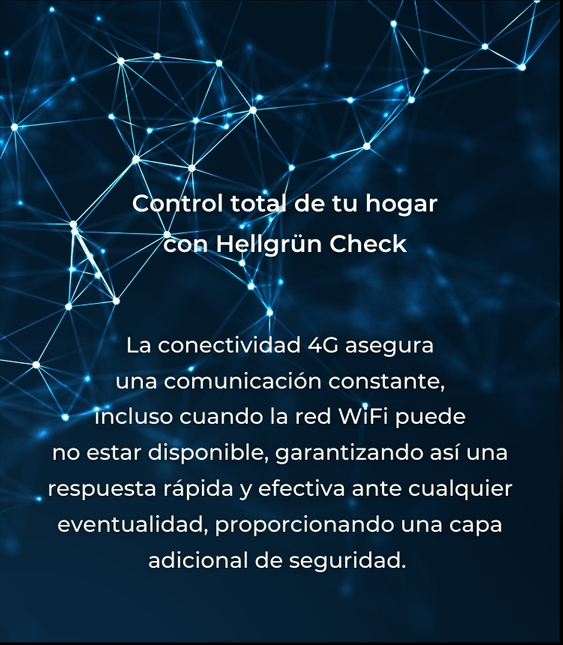 Control total de tu hogar
con Hellgrün Check
La conectividad 4G asegura
una comunicación constante,
incluso cuando la red WiFi puede
no estar disponible, garantizando así una
respuesta rápida y efectiva ante cualquier
eventualidad, proporcionando una capa
adicional de seguridad.